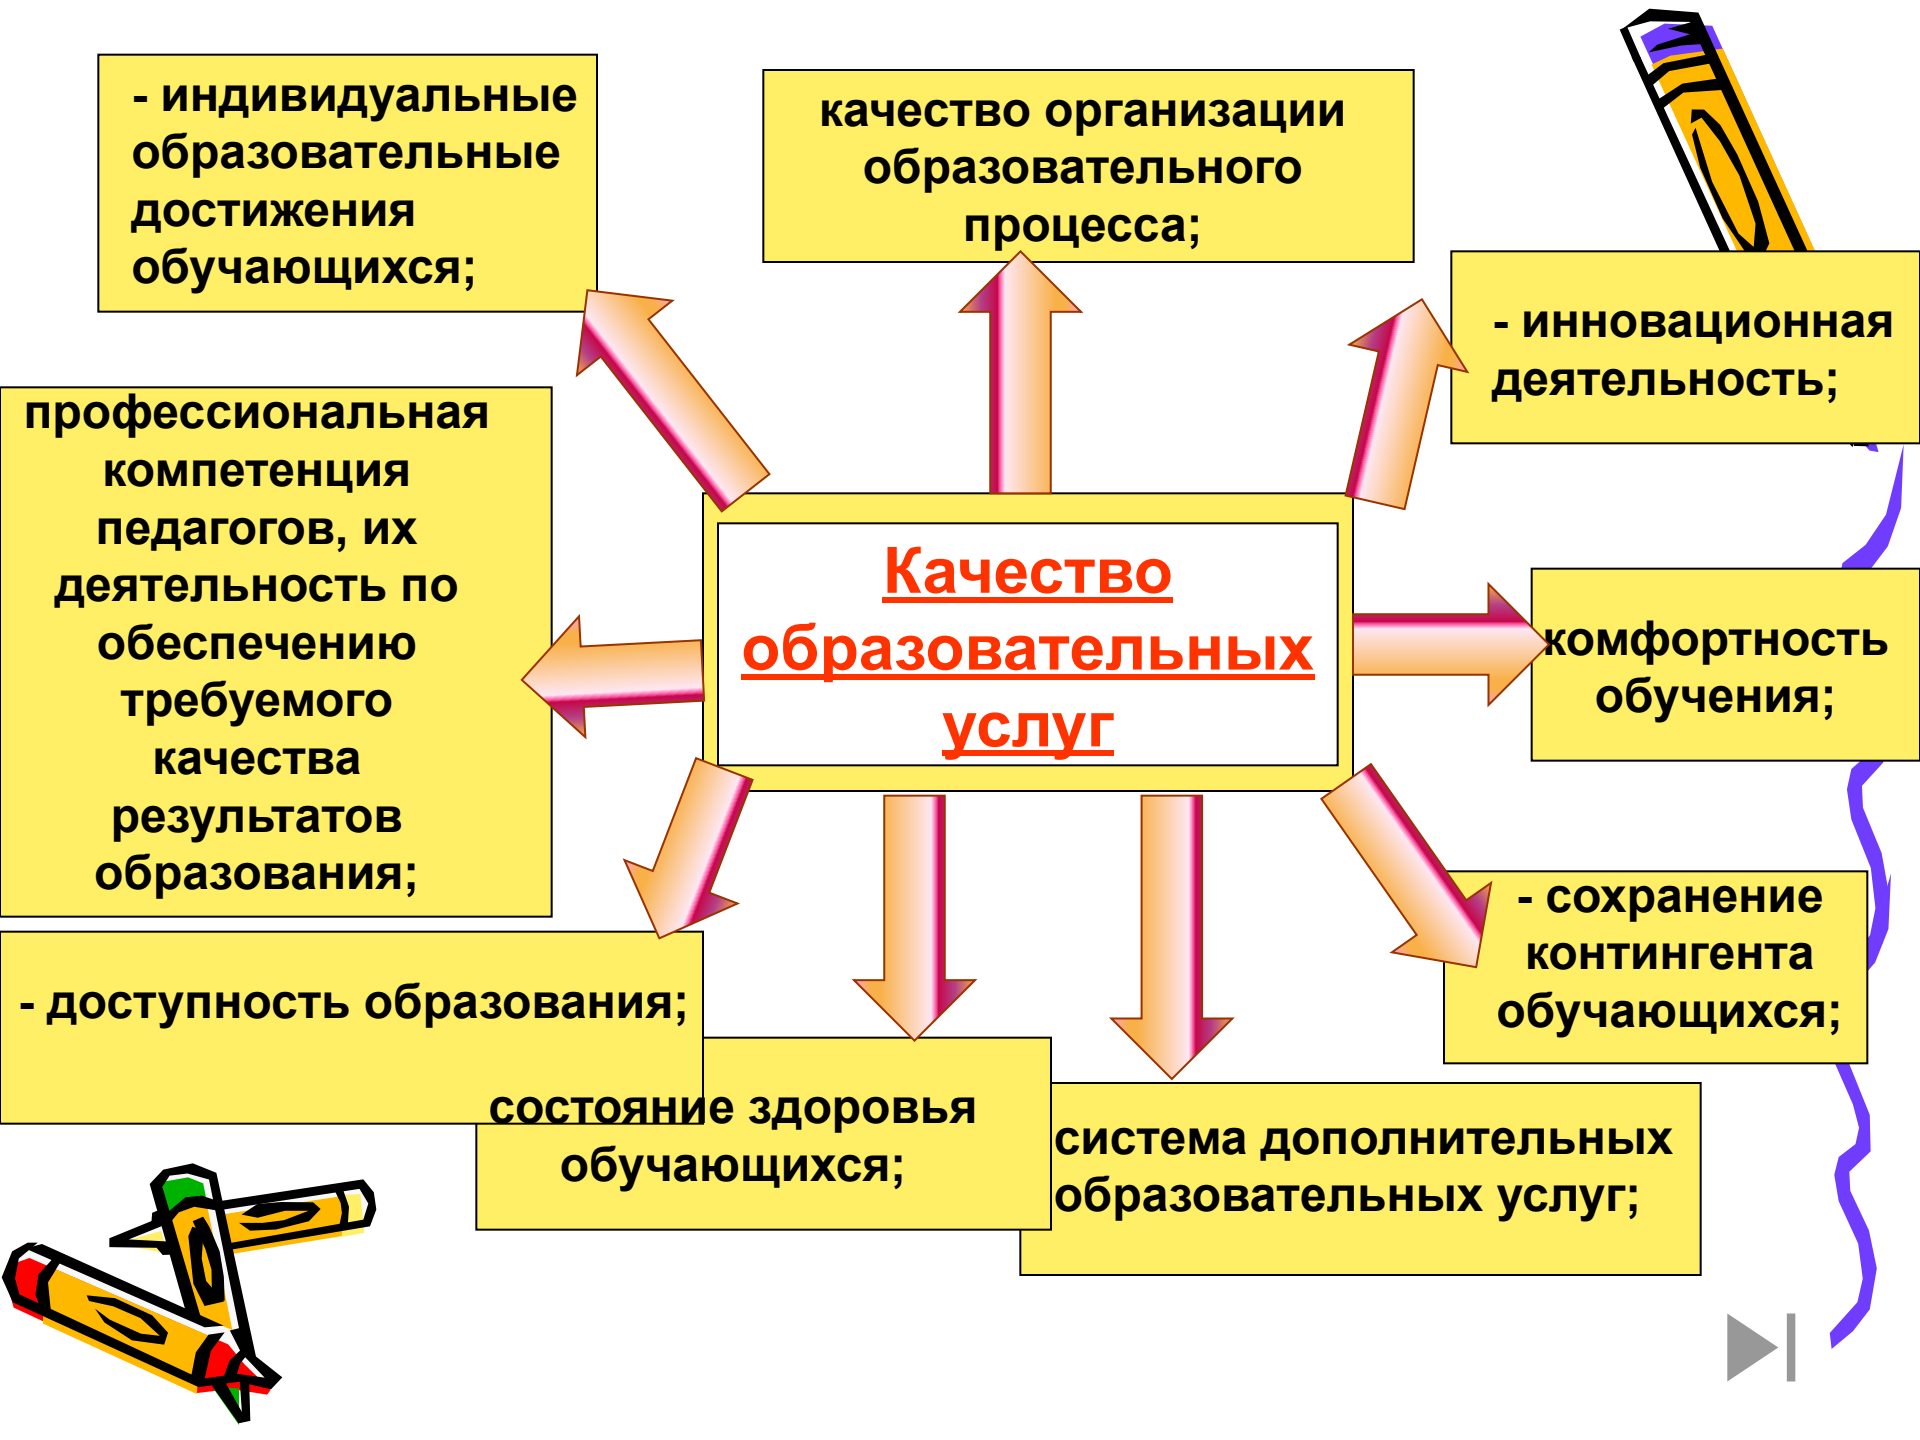 - индивидуальные
образовательные
достижения
обучающихся;
качество организации
образовательного
процесса;
- инновационная
деятельность;
профессиональная
компетенция
педагогов, их
деятельность по
обеспечению
требуемого
качества
результатов
образования;
Качество
образовательных
услуг
комфортность
обучения;
- сохранение
контингента
обучающихся;
- доступность образования;
состояние здоровья
обучающихся;
система дополнительных
образовательных услуг;